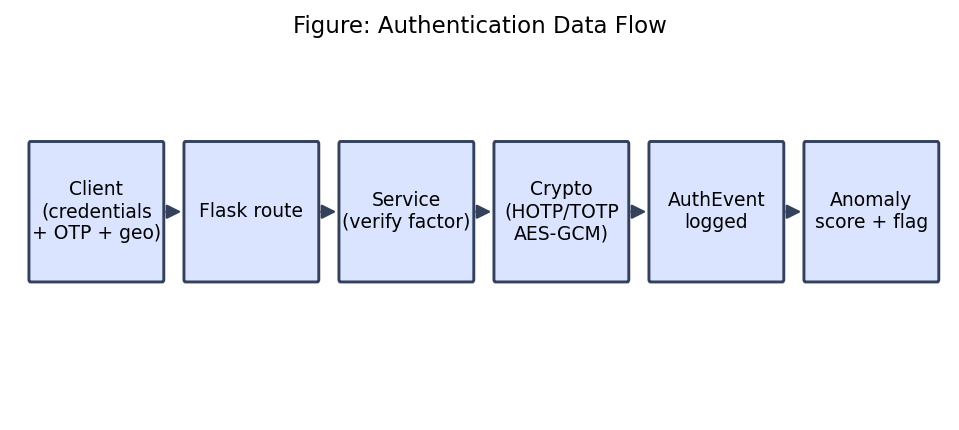 Figure: Authentication Data Flow
Client
(credentials
+ OTP + geo)
Flask route
Service
(verify factor)
Crypto
(HOTP/TOTP
AES-GCM)
AuthEvent
logged
Anomaly
score + flag